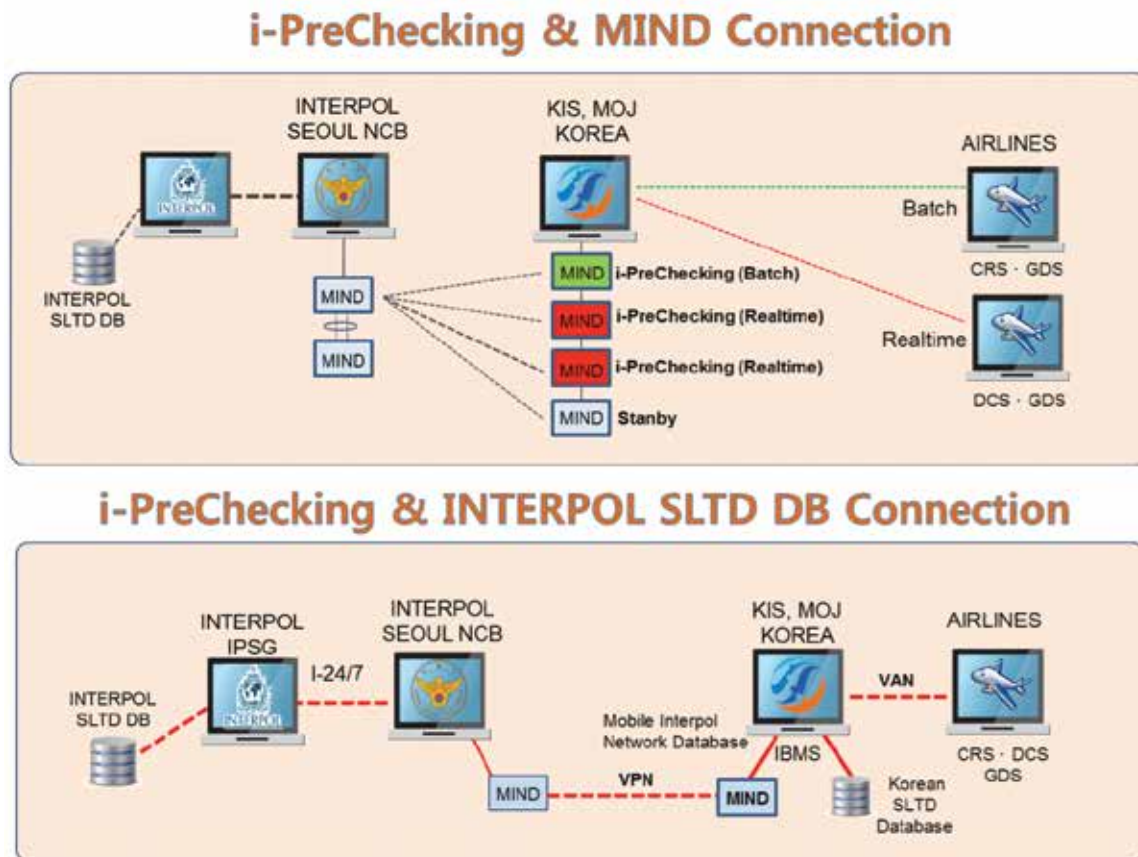 i-PreChecking & MIND Connection
INTERPOL
SEOUL NCB
KIS, MOJ
KOREA
AIRLINES
INTERPOL
Batch
CRS · GDS
INTERPOL
SLTD DB
MIND
MIND
MIND
i-PreChecking (Batch)
MIND
i-PreChecking (Realtime)
MIND
i-PreChecking (Realtime)
MIND
Stanby
Realtime
DCS · GDS
i-PreChecking & INTERPOL SLTD DB Connection
INTERPOL
IPSG
I-24/7
INTERPOL
SEOUL NCB
KIS, MOJ
KOREA
AIRLINES
INTERPOL
SLTD DB
INTERPOL
VAN
Mobile Interpol
Network Database
IBMS
CRS · DCS
GDS
MIND
VPN
MIND
Korean
SLTD
Database